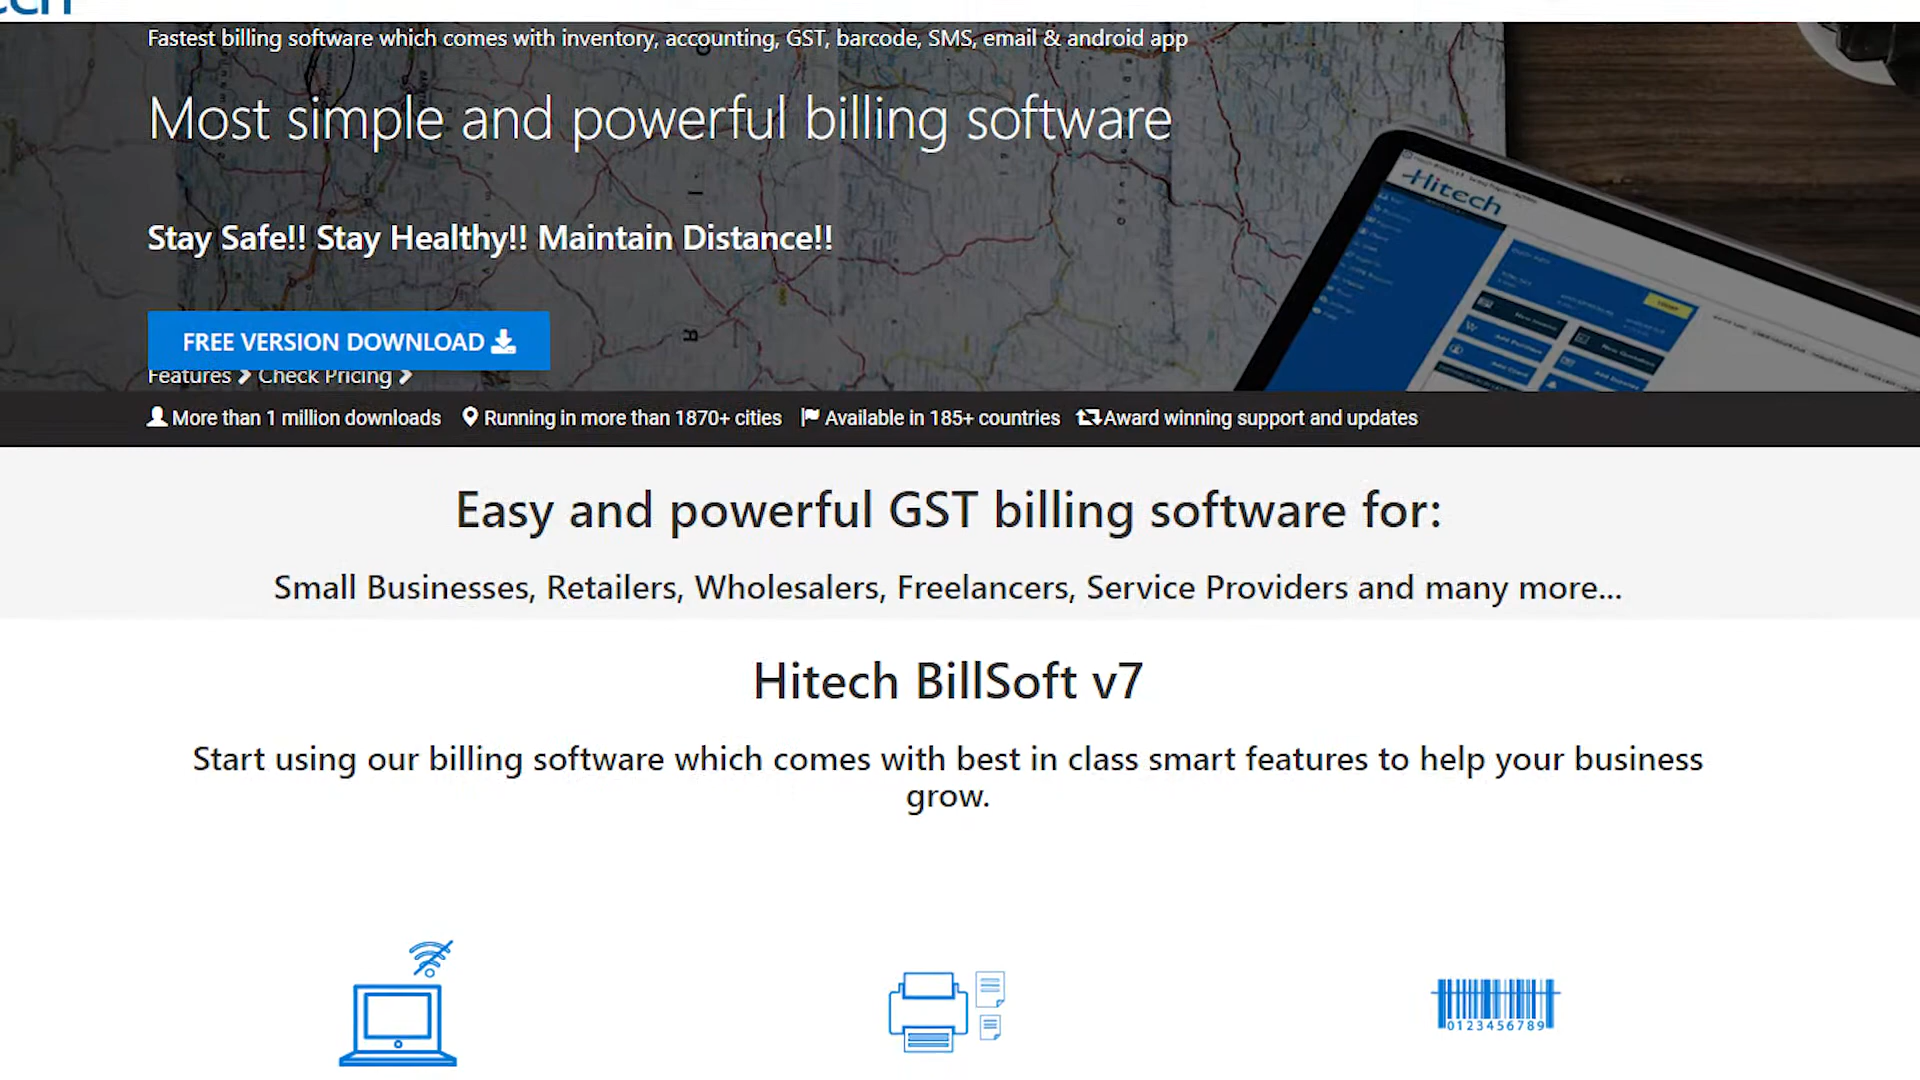 Fastest billing software which comes with inventory, accounting, GST, barcode, SMS, email & android app
Most simple and powerful billing software
Hitech
Stay Safe!! Stay Healthy!! Maintain Distance!!
FREE VERSION DOWNLOAD
Features Check Pricing
More than 1 million downloads Running in more than 1870+ cities Available in 185+ countries Award winning support and updates
Easy and powerful GST billing software for:
Small Businesses, Retailers, Wholesalers, Freelancers, Service Providers and many more...
Hitech BillSoft v7
Start using our billing software which comes with best in class smart features to help your business
grow.
0123456789